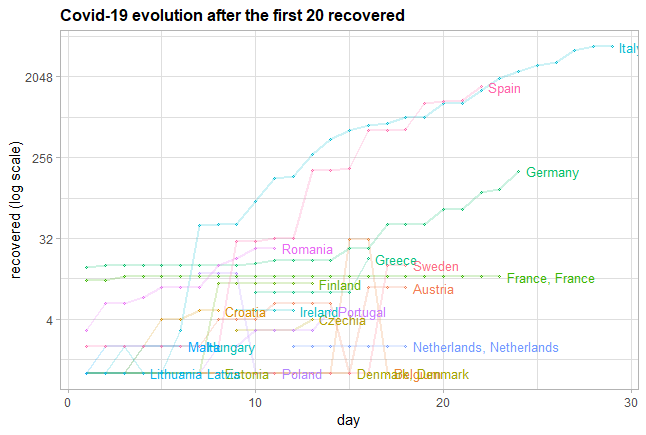 Covid-19 evolution after the first 20 recovered
recovered (log scale)
2048
256
32
4
Italy
Spain
Germany
Romania
Greece
Sweden
France, France
Finland
Austria
Croatia
Ireland
Portugal
Czechia
Malta
Hungary
Netherlands, Netherlands
Lithuania
Latvia
Estonia
Poland
Denmark, Denmark
Belgium
0
10
20
30
day